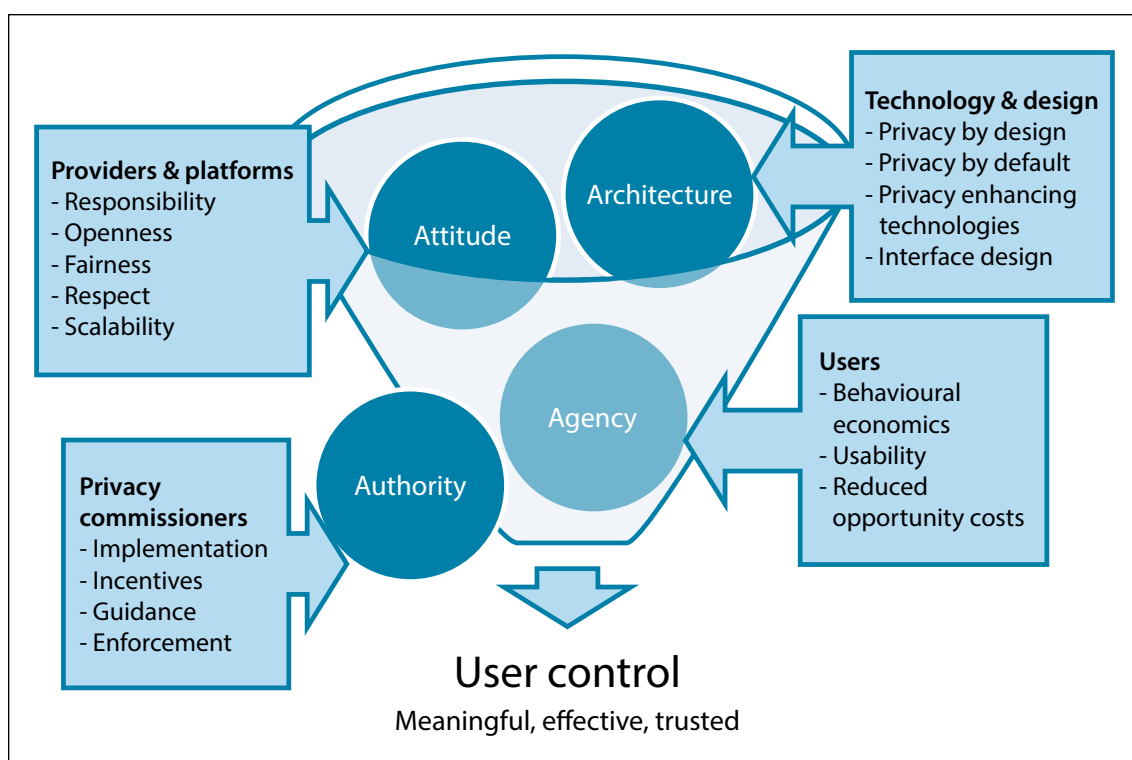 Providers & platforms
- Responsibility
- Openness
- Fairness
- Respect
- Scalability
Attitude
Architecture
Technology & design
- Privacy by design
- Privacy by default
- Privacy enhancing
technologies
- Interface design
Privacy
commissioners
- Implementation
- Incentives
- Guidance
- Enforcement
Authority
Agency
Users
- Behavioural
economics
- Usability
- Reduced
opportunity costs
User control
Meaningful, effective, trusted